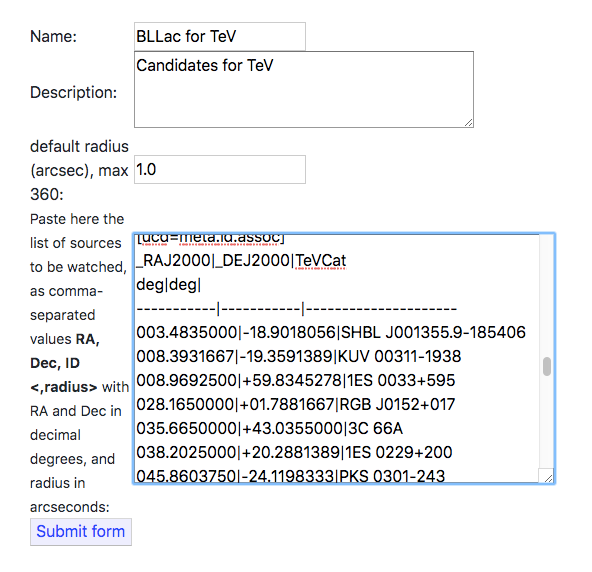 Name:
BLLac for TeV
Description:
Candidates for TeV
default radius
(arcsec), max
360:
1.0
Paste here the
list of sources
to be watched,
as comma-
separated
values RA,
Dec, ID
<,radius> with
RA and Dec in
decimal
degrees, and
radius in
arcseconds:
[ucd=meta.id.assoc]
_RAJ2000|_DEJ2000|TeVCat
deg|deg|
-----------|-----------|--------------------
003.4835000|-18.9018056|SHBL J001355.9-185406
008.3931667|-19.3591389|KUV 00311-1938
008.9692500|+59.8345278|1ES 0033+595
028.1650000|+01.7881667|RGB J0152+017
035.6650000|+43.0355000|3C 66A
038.2025000|+20.2881389|1ES 0229+200
045.8603750|-24.1198333|PKS 0301-243
Submit form